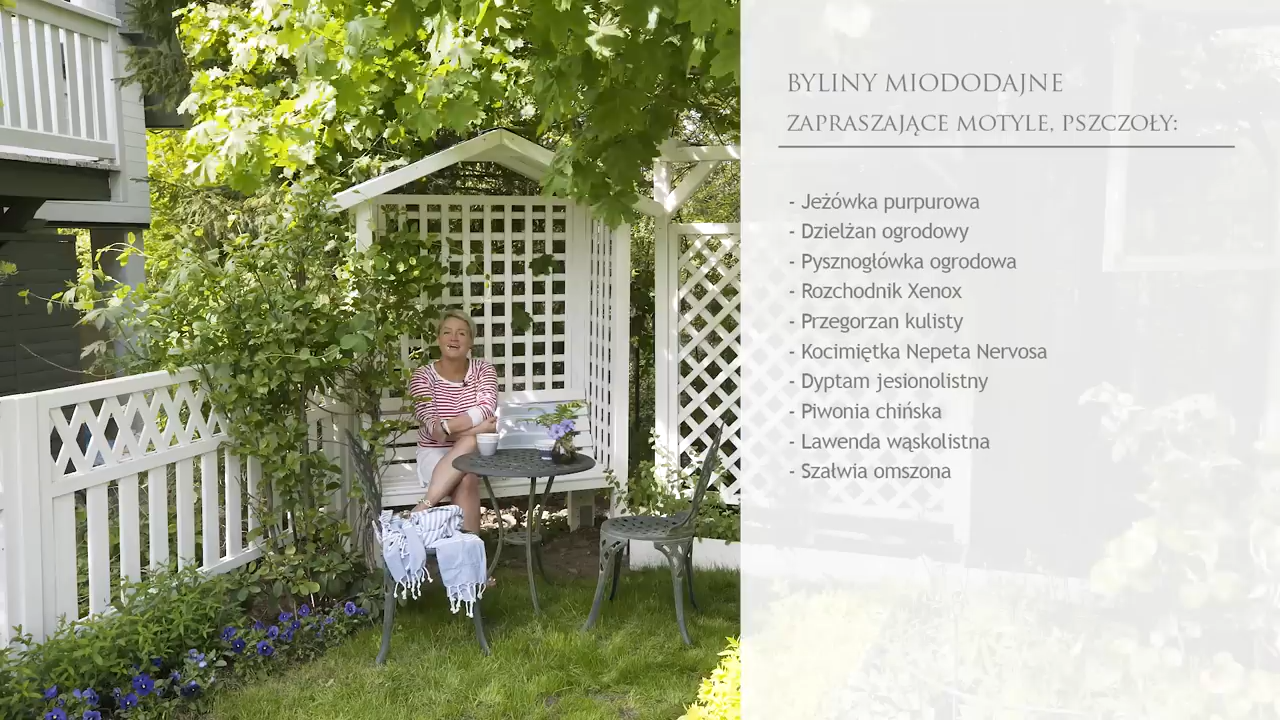 BYLINY MIODODAJNE
ZAPRASZAJĄCE MOTYLE, PSZCZOŁY:
- Jeżówka purpurowa
- Dzielżan ogrodowy
- Pysznogłówka ogrodowa
- Rozchodnik Xenox
- Przegorzan kulisty
- Kocimiętka Nepeta Nervosa
- Dyptam jesionolistny
- Piwonia chińska
- Lawenda wąskolistna
- Szałwia omszona